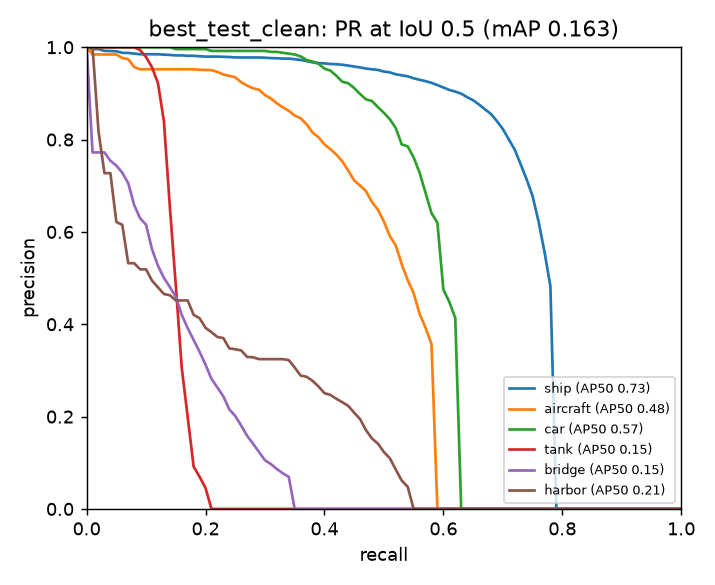 best_test_clean: PR at IoU 0.5 (mAP 0.163)
1.0
0.8
0.6
0.4
0.2
0.0
precision
0.0 0.2 0.4 0.6 0.8 1.0
recall
ship (AP50 0.73)
aircraft (AP50 0.48)
car (AP50 0.57)
tank (AP50 0.15)
bridge (AP50 0.15)
harbor (AP50 0.21)